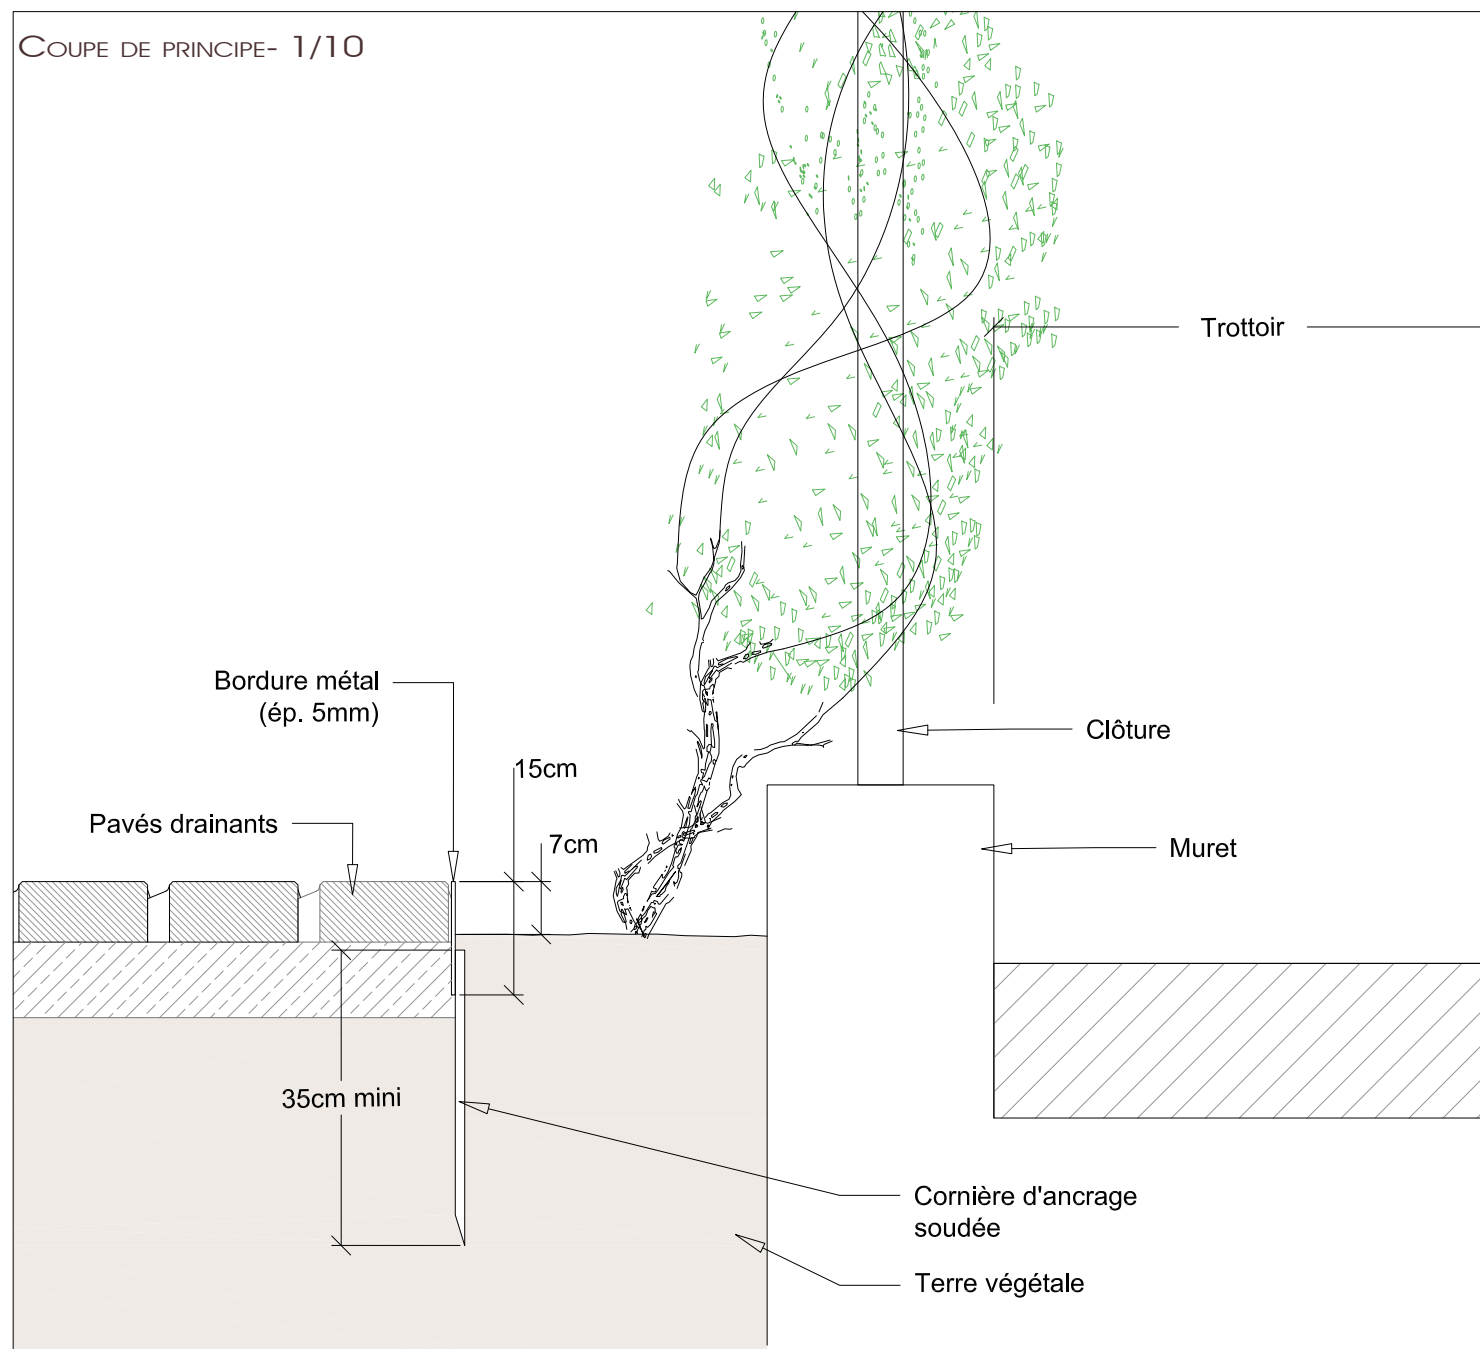 COUPE DE PRINCIPE- 1/10
Trottoir
Bordure métal
(ép. 5mm)
Clôture
15cm
Pavés drainants
7cm
Muret
35cm mini
Cornière d'ancrage
soudée
Terre végétale